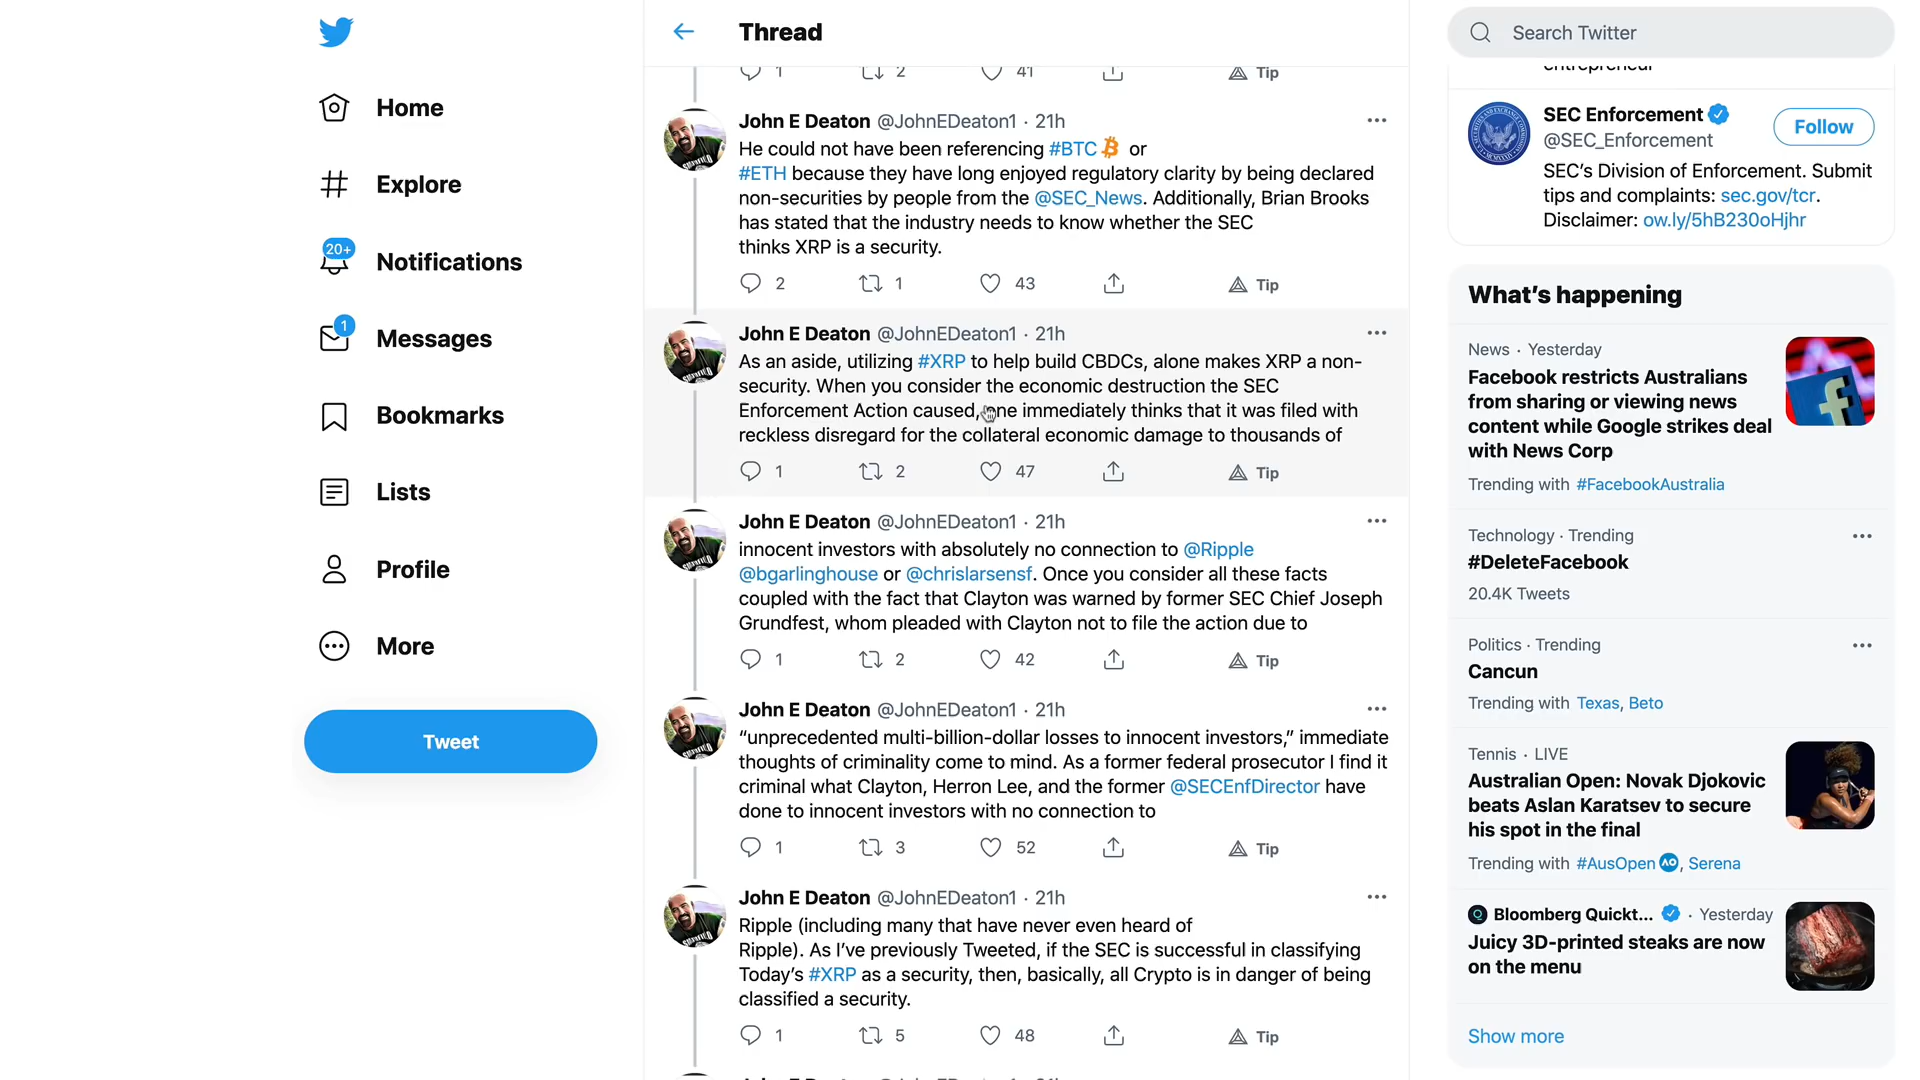 Home
Explore
20+
Notifications
1
Messages
Bookmarks
Lists
Profile
More
Tweet
Thread
1 2 41 Tip
John E Deaton @JohnEDeaton1 · 21h
He could not have been referencing #BTC or
#ETH because they have long enjoyed regulatory clarity by being declared
non-securities by people from the @SEC_News. Additionally, Brian Brooks
has stated that the industry needs to know whether the SEC
thinks XRP is a security.
2 1 43 Tip
John E Deaton @JohnEDeaton1 · 21h
As an aside, utilizing #XRP to help build CBDCs, alone makes XRP a non-
security. When you consider the economic destruction the SEC
Enforcement Action caused, one immediately thinks that it was filed with
reckless disregard for the collateral economic damage to thousands of
1 2 47 Tip
John E Deaton @JohnEDeaton1 · 21h
innocent investors with absolutely no connection to @Ripple
@bgarlinghouse or @chrislarsensf. Once you consider all these facts
coupled with the fact that Clayton was warned by former SEC Chief Joseph
Grundfest, whom pleaded with Clayton not to file the action due to
1 2 42 Tip
John E Deaton @JohnEDeaton1 · 21h
“unprecedented multi-billion-dollar losses to innocent investors,” immediate
thoughts of criminality come to mind. As a former federal prosecutor I find it
criminal what Clayton, Herron Lee, and the former @SECEnfDirector have
done to innocent investors with no connection to
1 3 52 Tip
John E Deaton @JohnEDeaton1 · 21h
Ripple (including many that have never even heard of
Ripple). As I’ve previously Tweeted, if the SEC is successful in classifying
Today’s #XRP as a security, then, basically, all Crypto is in danger of being
classified a security.
1 5 48 Tip
Search Twitter
entrepreneur
SEC Enforcement
@SEC_Enforcement
Follow
SEC’s Division of Enforcement. Submit
tips and complaints: sec.gov/tcr.
Disclaimer: ow.ly/5hB230oHjhr
What’s happening
News · Yesterday
Facebook restricts Australians
from sharing or viewing news
content while Google strikes deal
with News Corp
Trending with #FacebookAustralia
Technology · Trending
#DeleteFacebook
20.4K Tweets
Politics · Trending
Cancun
Trending with Texas, Beto
Tennis · LIVE
Australian Open: Novak Djokovic
beats Aslan Karatsev to secure
his spot in the final
Trending with #AusOpen AO, Serena
Bloomberg Quickt... · Yesterday
Juicy 3D-printed steaks are now
on the menu
Show more